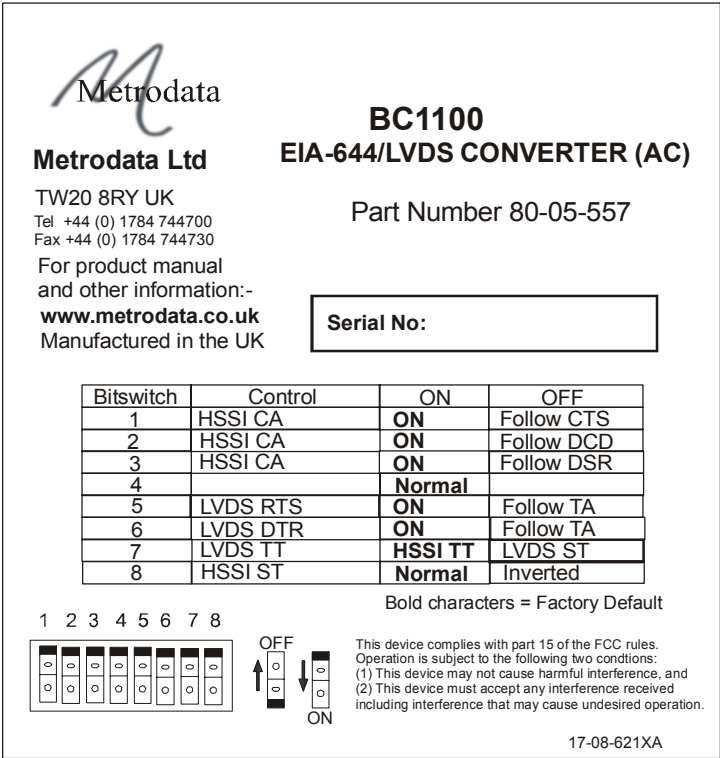 Metrodata
Metrodata Ltd
TW20 8RY UK
Tel +44 (0) 1784 744700
Fax +44 (0) 1784 744730
For product manual
and other information:-
www.metrodata.co.uk
Manufactured in the UK
BC1100
EIA-644/LVDS CONVERTER (AC)
Part Number 80-05-557
Serial No:
Bitswitch Control ON OFF
1 HSSI CA ON Follow CTS
2 HSSI CA ON Follow DCD
3 HSSI CA ON Follow DSR
4 Normal
5 LVDS RTS ON Follow TA
6 LVDS DTR ON Follow TA
7 LVDS TT HSSI TT LVDS ST
8 HSSI ST Normal Inverted
Bold characters = Factory Default
1 2 3 4 5 6 7 8
OFF
ON
This device complies with part 15 of the FCC rules.
Operation is subject to the following two condtions:
(1) This device may not cause harmful interference, and
(2) This device must accept any interference received
including interference that may cause undesired operation.
17-08-621XA